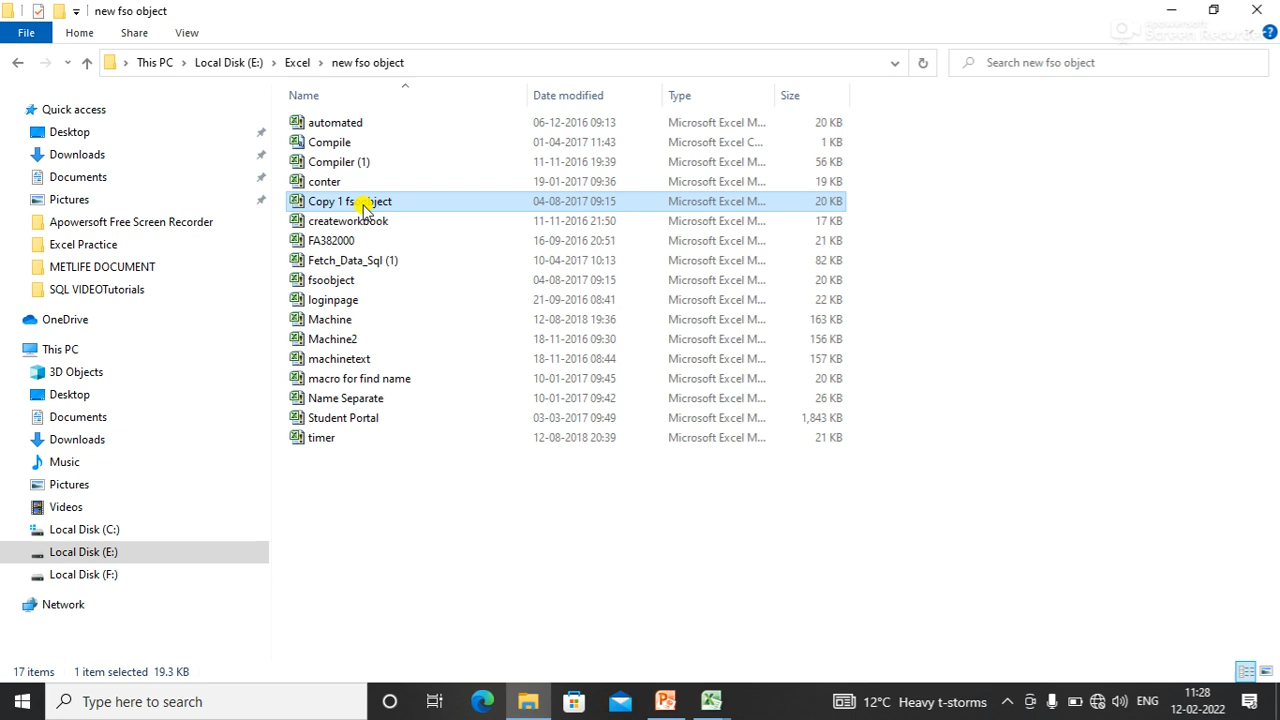 new fso object
File Home Share View
Apowersoft
Screen Recorder
This PC Local Disk (E:) Excel new fso object Search new fso object
Name Date modified Type Size
Quick access
Desktop
Downloads
Documents
Pictures
Apowersoft Free Screen Recorder
Excel Practice
METLIFE DOCUMENT
SQL VIDEOTutorials
OneDrive
This PC
3D Objects
Desktop
Documents
Downloads
Music
Pictures
Videos
Local Disk (C:)
Local Disk (E:)
Local Disk (F:)
Network
automated 06-12-2016 09:13 Microsoft Excel M... 20 KB
Compile 01-04-2017 11:43 Microsoft Excel C... 1 KB
Compiler (1) 11-11-2016 19:39 Microsoft Excel M... 56 KB
conter 19-01-2017 09:36 Microsoft Excel M... 19 KB
Copy 1 fsoobject 04-08-2017 09:15 Microsoft Excel M... 20 KB
createworkbook 11-11-2016 21:50 Microsoft Excel M... 17 KB
FA382000 16-09-2016 20:51 Microsoft Excel M... 21 KB
Fetch_Data_Sql (1) 10-04-2017 10:13 Microsoft Excel M... 82 KB
fsoobject 04-08-2017 09:15 Microsoft Excel M... 20 KB
loginpage 21-09-2016 08:41 Microsoft Excel M... 22 KB
Machine 12-08-2018 19:36 Microsoft Excel M... 163 KB
Machine2 18-11-2016 09:30 Microsoft Excel M... 156 KB
machinetext 18-11-2016 08:44 Microsoft Excel M... 157 KB
macro for find name 10-01-2017 09:45 Microsoft Excel M... 20 KB
Name Separate 10-01-2017 09:42 Microsoft Excel M... 26 KB
Student Portal 03-03-2017 09:49 Microsoft Excel M... 1,843 KB
timer 12-08-2018 20:39 Microsoft Excel M... 21 KB
17 items 1 item selected 19.3 KB
Type here to search 12°C Heavy t-storms ENG 11:28
12-02-2022